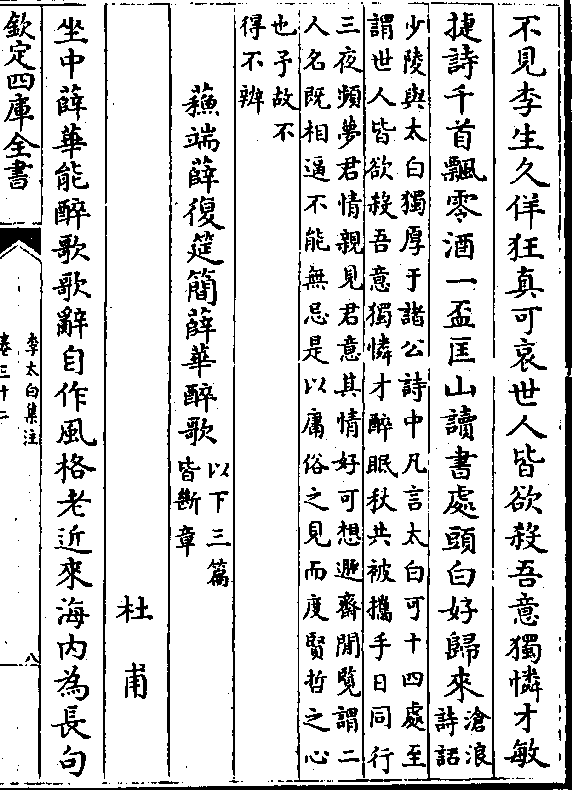 不見李生久佯狂真可哀世人皆欲殺吾意獨憐才敏
捷詩千首飄零酒一盃匡山讀書處頭白好歸來
滄浪
詩話
少陵與太白獨厚于諸公詩中凡言太白可十四處至
謂世人皆欲殺吾意獨憐才醉眠秋共被攜手日同行
三夜頻夢君情親見君意其情好可想遯齋閒覽謂二
人名既相逼不能無忌是以庸俗之見而度賢哲之心
也予故不
得不辨
蘓端薛復筵簡薛華醉歌
以下三篇
皆斷章
杜甫
坐中薛華能醉歌歌辭自作風格老近來海內為長句
欽定四庫全書
李太白集注
卷三十二
八